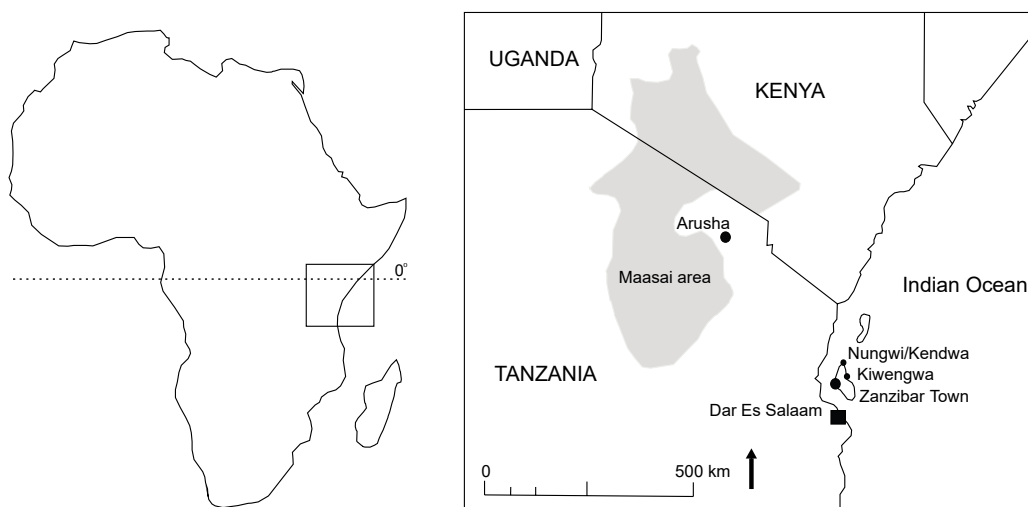 0°
UGANDA
KENYA
Arusha
Maasai area
Indian Ocean
Nungwi/Kendwa
Kiwengwa
TANZANIA
Zanzibar Town
Dar Es Salaam
0
500 km